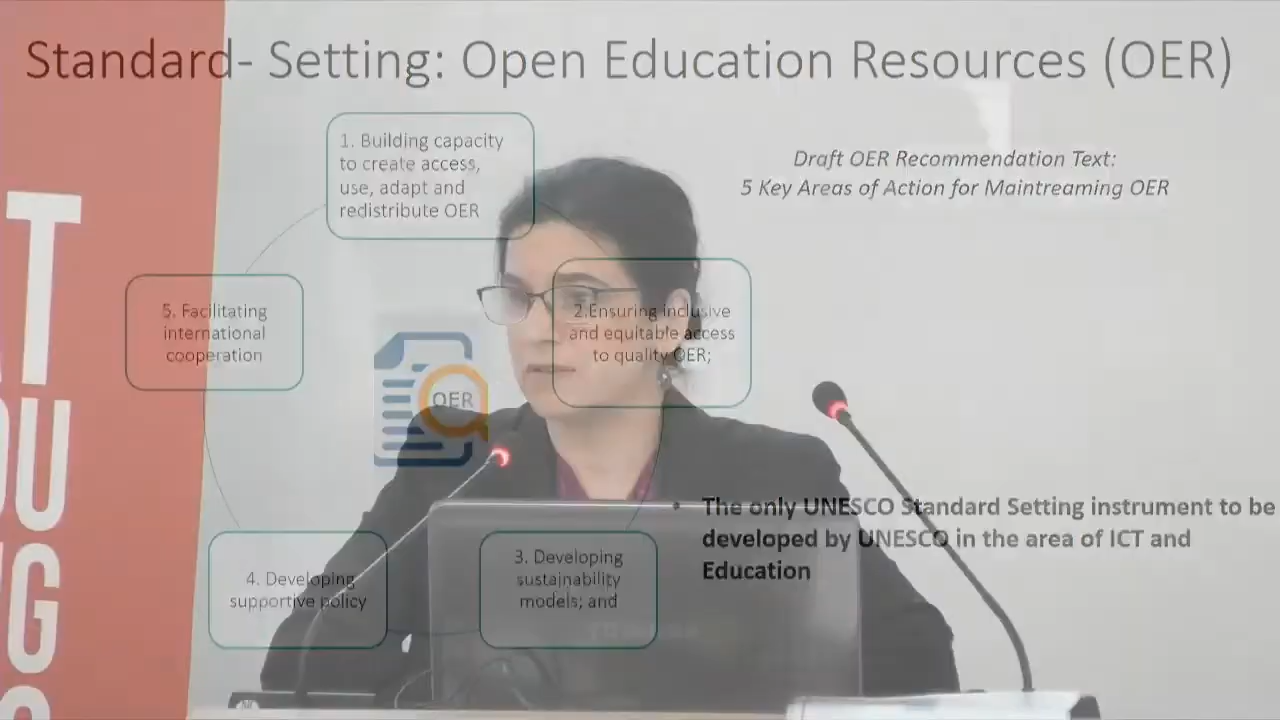 Standard- Setting: Open Education Resources (OER)
Draft OER Recommendation Text:
5 Key Areas of Action for Maintreaming OER
1. Building capacity
to create access,
use, adapt and
redistribute OER
2.Ensuring inclusive
and equitable access
to quality OER;
3. Developing
sustainability
models; and
4. Developing
supportive policy
5. Facilitating
international
cooperation
OER
• The only UNESCO Standard Setting instrument to be
developed by UNESCO in the area of ICT and
Education
T
OU
G
TOSHIBA